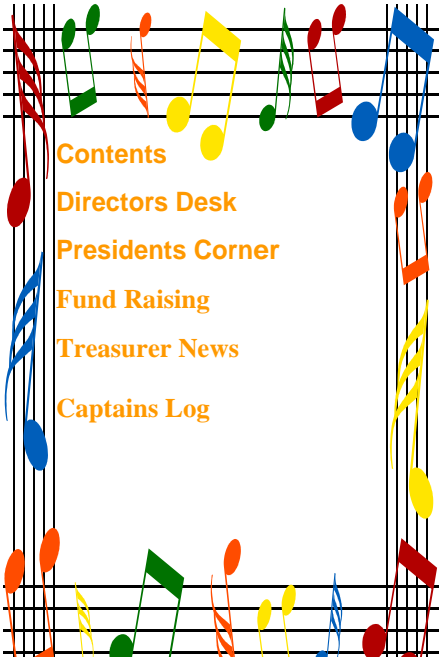 Contents
Directors Desk
Presidents Corner
Fund Raising
Treasurer News
Captains Log